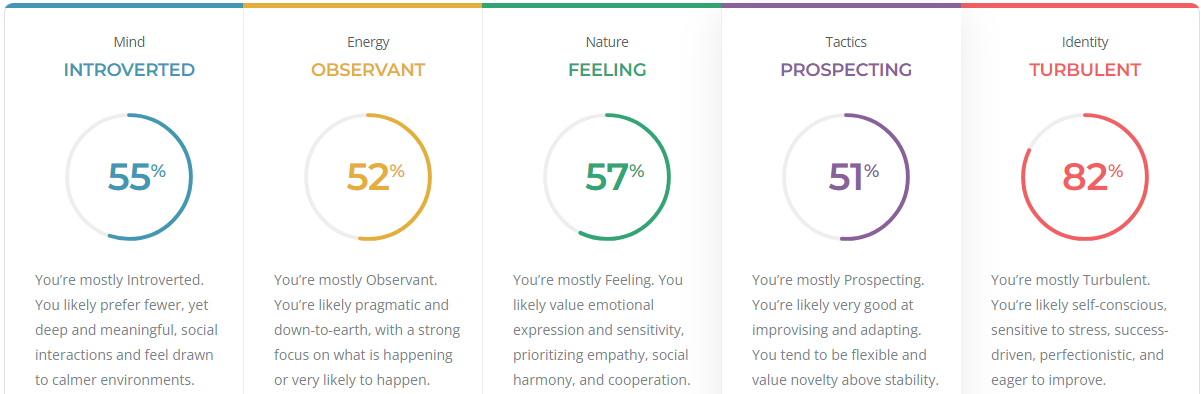 Mind
INTROVERTED
55%
You’re mostly Introverted.
You likely prefer fewer, yet
deep and meaningful, social
interactions and feel drawn
to calmer environments.
Energy
OBSERVANT
52%
You’re mostly Observant.
You’re likely pragmatic and
down-to-earth, with a strong
focus on what is happening
or very likely to happen.
Nature
FEELING
57%
You’re mostly Feeling. You
likely value emotional
expression and sensitivity,
prioritizing empathy, social
harmony, and cooperation.
Tactics
PROSPECTING
51%
You’re mostly Prospecting.
You’re likely very good at
improvising and adapting.
You tend to be flexible and
value novelty above stability.
Identity
TURBULENT
82%
You’re mostly Turbulent.
You’re likely self-conscious,
sensitive to stress, success-
driven, perfectionistic, and
eager to improve.